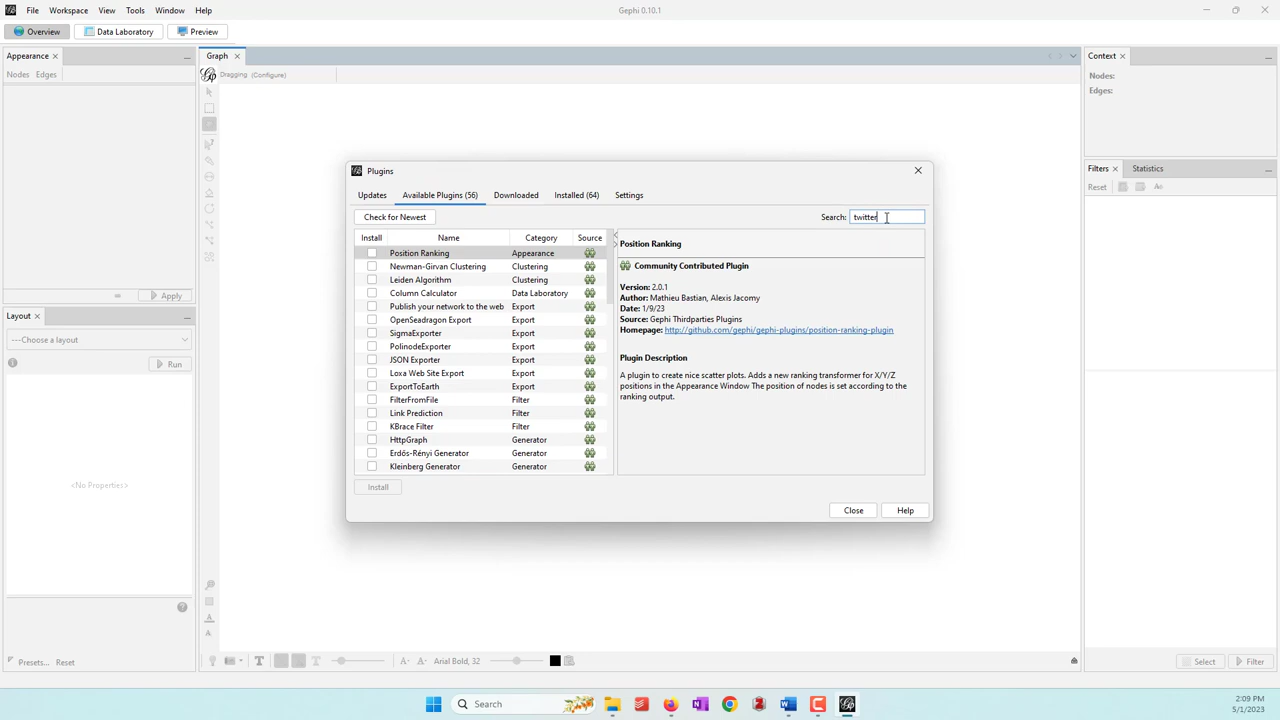 File Workspace View Tools Window Help
Gephi 0.10.1
Overview Data Laboratory Preview
Appearance
Nodes Edges
Apply
Layout
---Choose a layout
Run
<No Properties>
Presets... Reset
Graph
Dragging (Configure)
Plugins
Updates Available Plugins (56) Downloaded Installed (64) Settings
Check for Newest Search: twitter
Install Name Category Source
Position Ranking Appearance
Newman-Girvan Clustering Clustering
Leiden Algorithm Clustering
Column Calculator Data Laboratory
Publish your network to the web Export
OpenSeadragon Export Export
SigmaExporter Export
PolinodeExporter Export
JSON Exporter Export
Loxa Web Site Export Export
ExportToEarth Export
FilterFromFile Filter
Link Prediction Filter
KBrace Filter Filter
HttpGraph Generator
Erdős-Rényi Generator Generator
Kleinberg Generator Generator
Position Ranking
Community Contributed Plugin
Version: 2.0.1
Author: Mathieu Bastian, Alexis Jacomy
Date: 1/9/23
Source: Gephi Thirdparties Plugins
Homepage: http://github.com/gephi/gephi-plugins/position-ranking-plugin
Plugin Description
A plugin to create nice scatter plots. Adds a new ranking transformer for X/Y/Z
positions in the Appearance Window The position of nodes is set according to the
ranking output.
Install
Close Help
Arial Bold, 32
Context
Nodes:
Edges:
Filters Statistics
Reset
Select Filter
Search
2:09 PM
5/1/2023